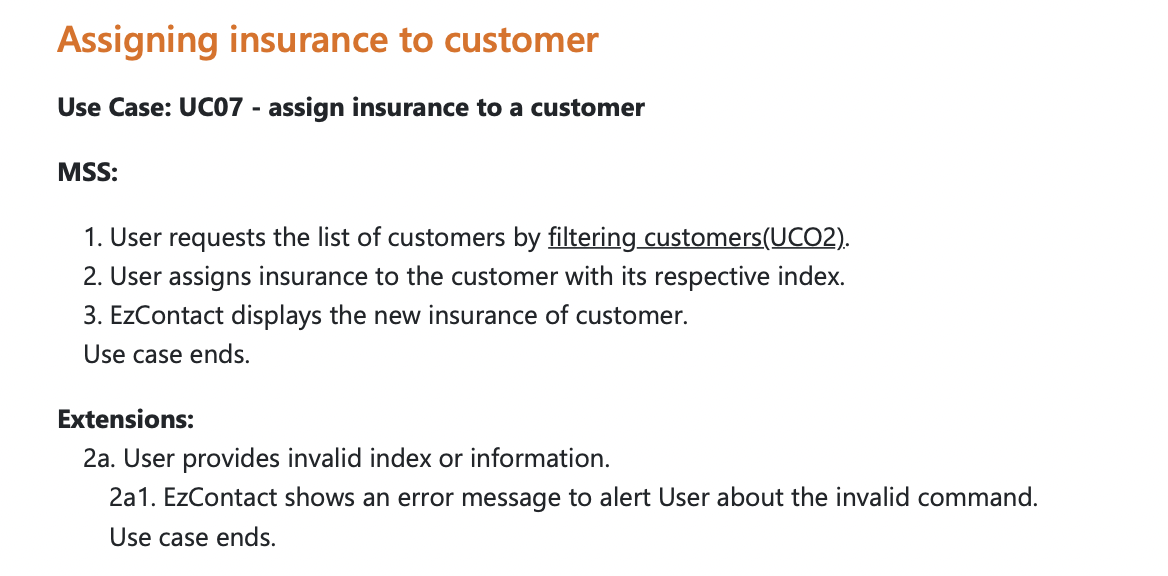 Assigning insurance to customer
Use Case: UC07 - assign insurance to a customer
MSS:
1. User requests the list of customers by filtering customers(UCO2).
2. User assigns insurance to the customer with its respective index.
3. EzContact displays the new insurance of customer.
Use case ends.
Extensions:
2a. User provides invalid index or information.
2a1. EzContact shows an error message to alert User about the invalid command.
Use case ends.